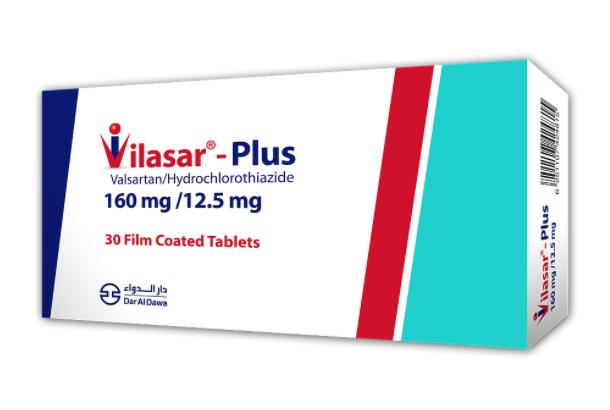 Vilasar® - Plus
Valsartan/Hydrochlorothiazide
160 mg /12.5 mg
30 Film Coated Tablets
دار الدواء
Dar Al Dawa
Vilasar® - Plus
160 mg /12.5 mg